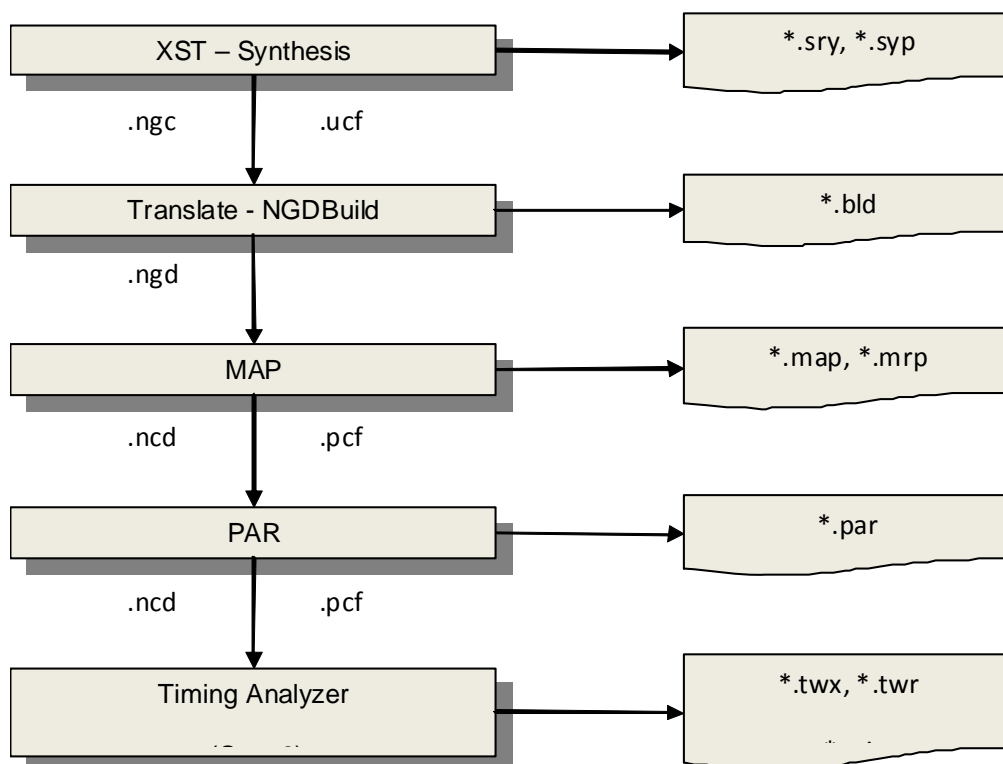 XST – Synthesis
*.sry, *.syp
.ngc
.ucf
Translate - NGDBuild
*.bld
.ngd
MAP
*.map, *.mrp
.ncd
.pcf
PAR
*.par
.ncd
.pcf
Timing Analyzer
*.twx, *.twr